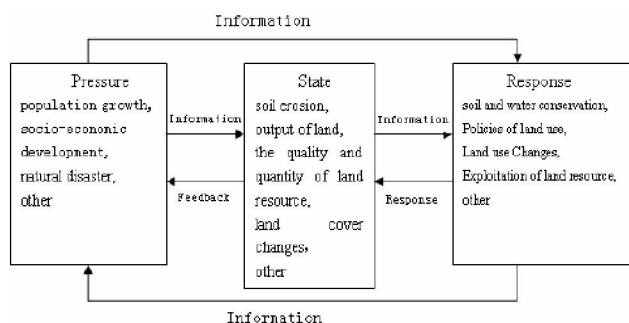 Information
Pressure
population growth,
socio-economic
development,
natural disaster,
other
Information
Feedback
State
soil erosion,
output of land,
the quality and
quantity of land
resource,
land cover
changes,
other
Information
Response
Response
soil and water conservation,
Policies of land use,
Land use Changes,
Exploitation of land resource,
other
Information